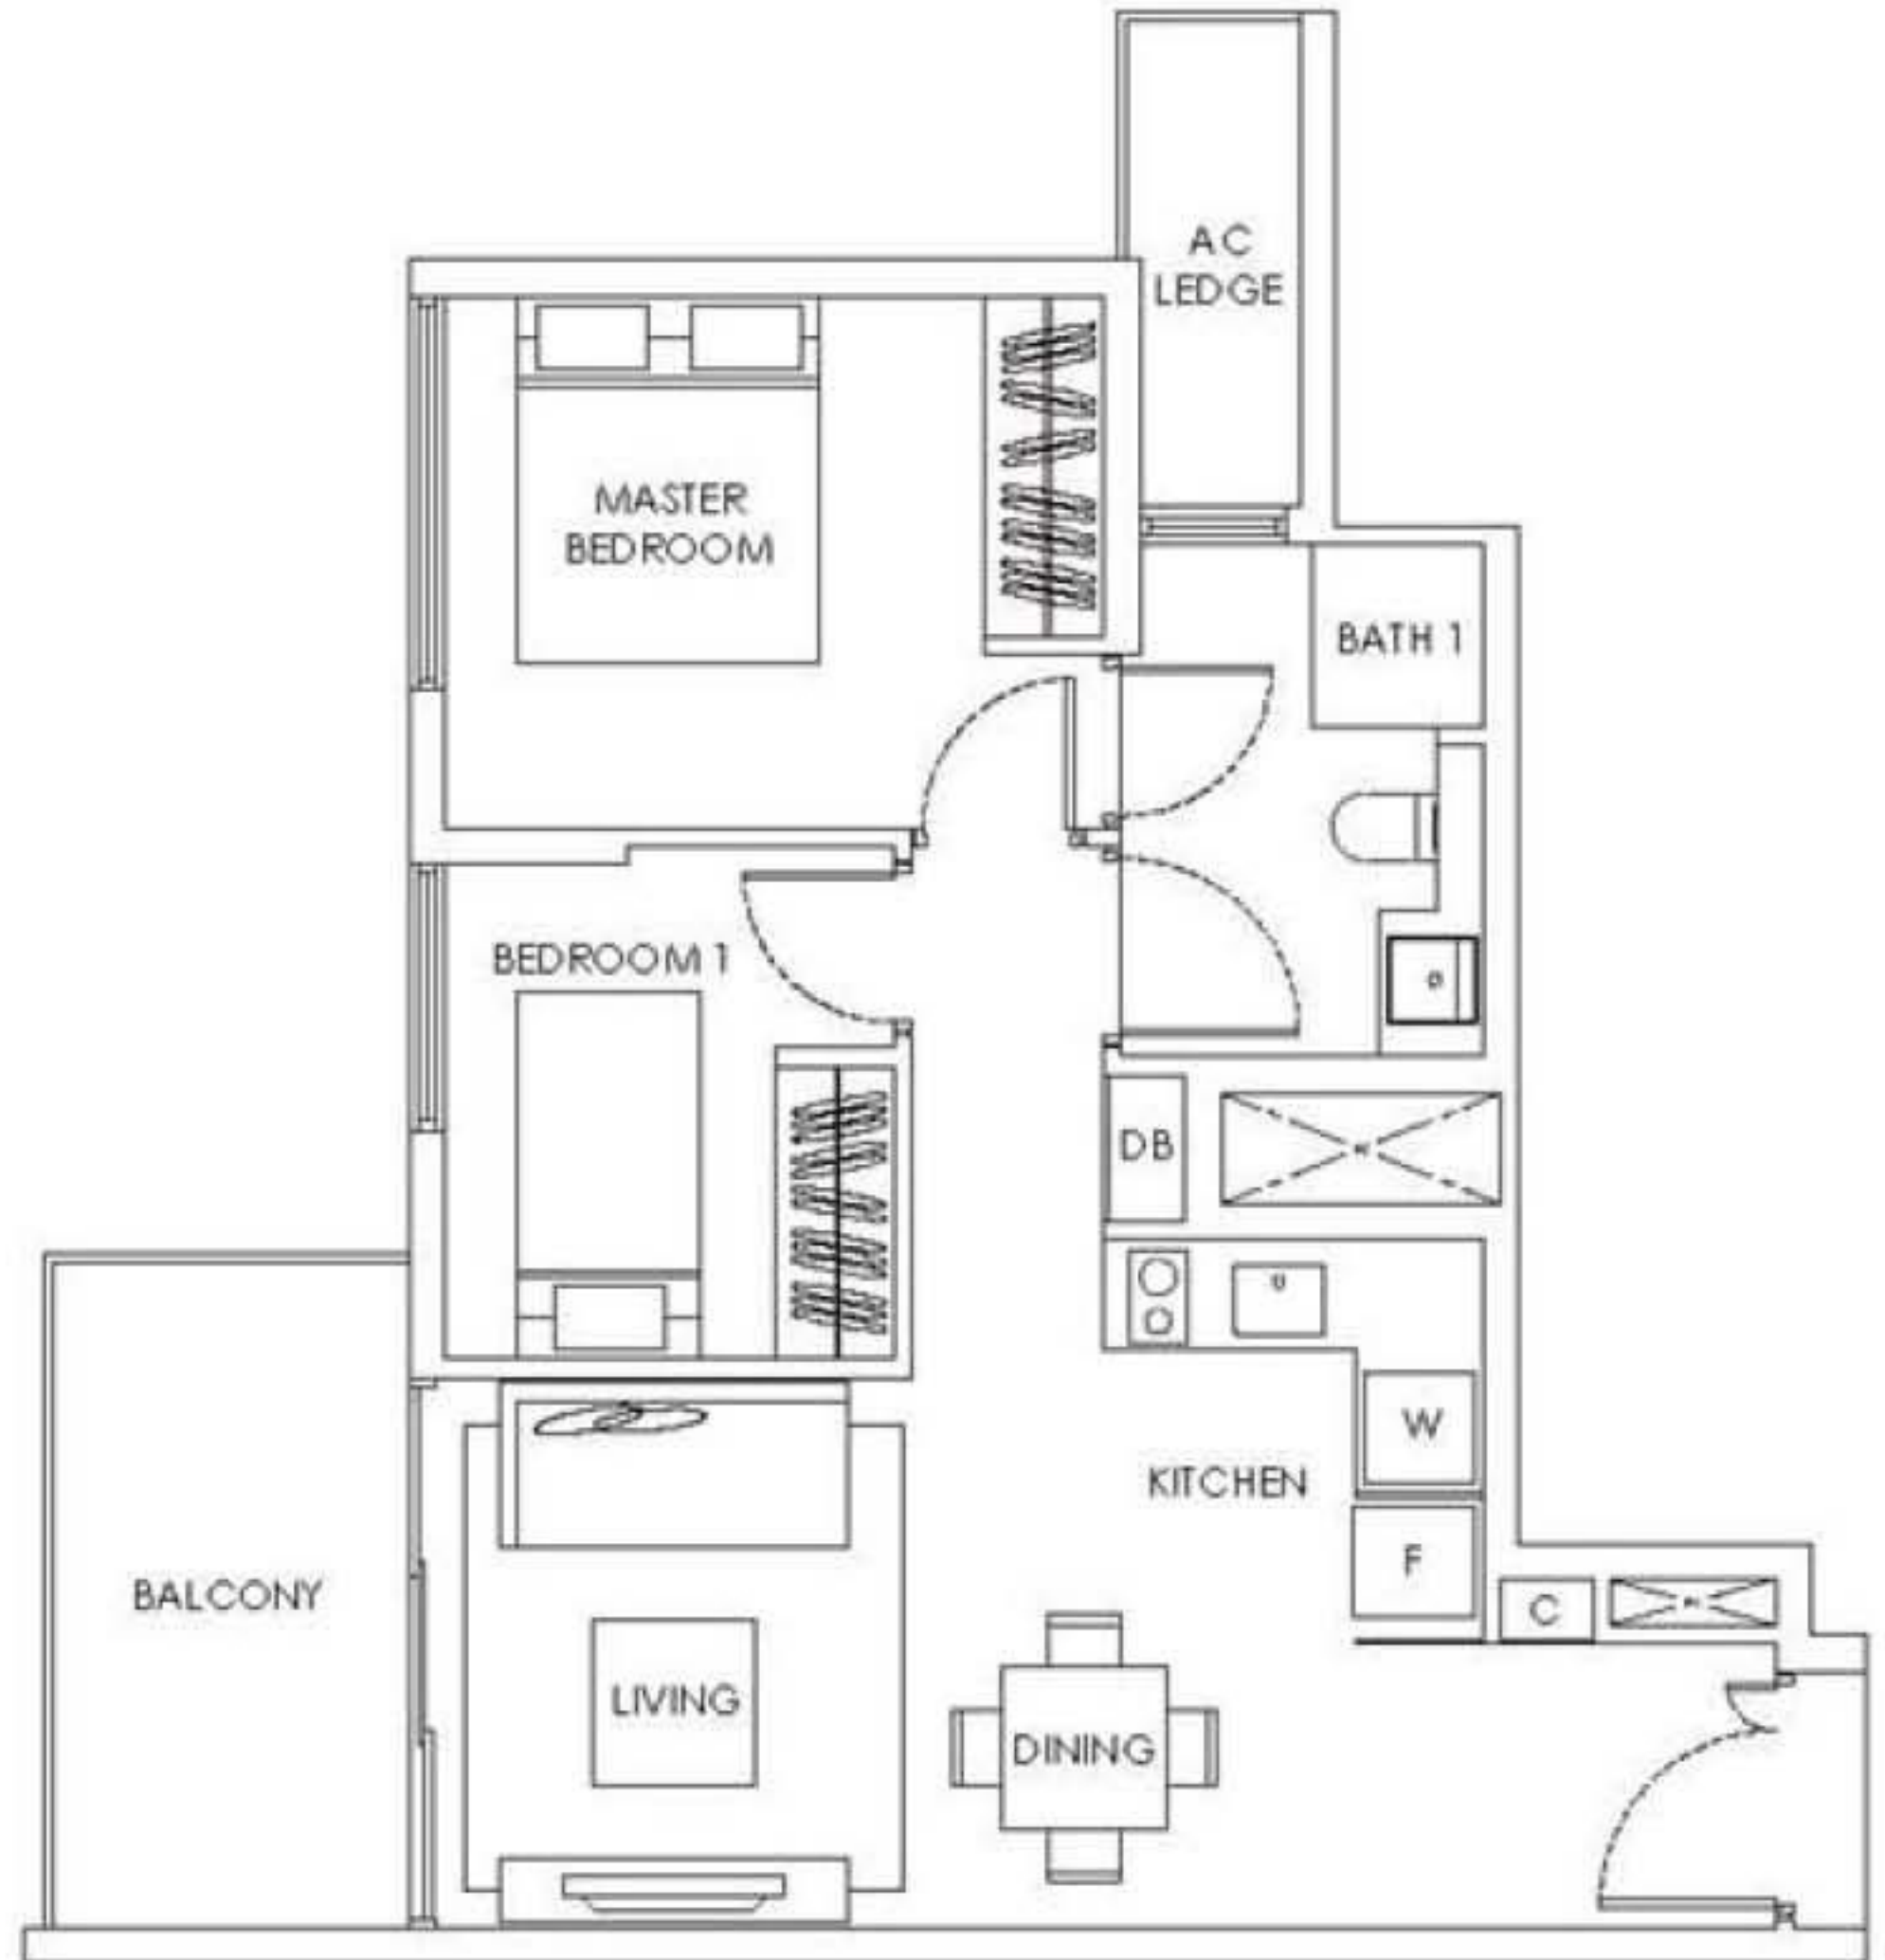 AC
LEDGE
MASTER
BEDROOM
BATH 1
BEDROOM 1
DB
W
KITCHEN
F
BALCONY
C
LIVING
DINING